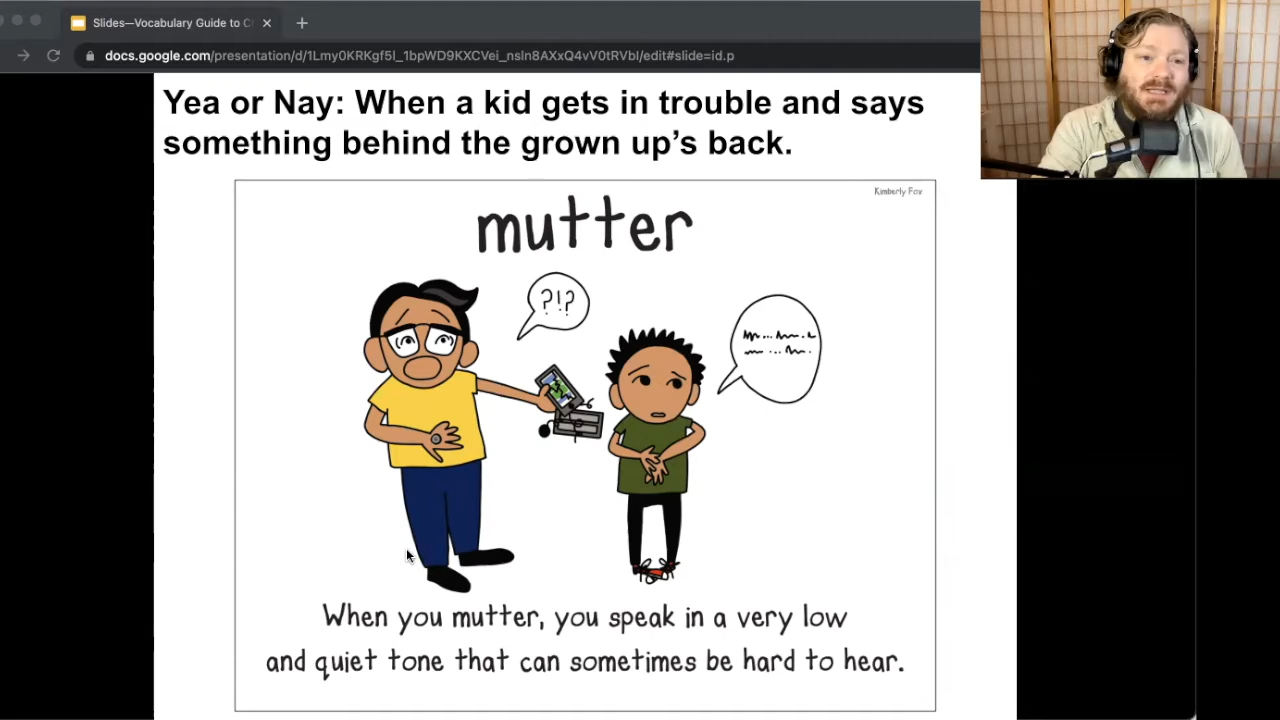 Slides—Vocabulary Guide to C
docs.google.com/presentation/d/1Lmy0KRKgf5I_1bpWD9KXCVei_nsIn8AXxQ4vV0tRVbI/edit#slide=id.p
Yea or Nay: When a kid gets in trouble and says
something behind the grown up's back.
Kimberly Fox
mutter
?!?
When you mutter, you speak in a very low
and quiet tone that can sometimes be hard to hear.